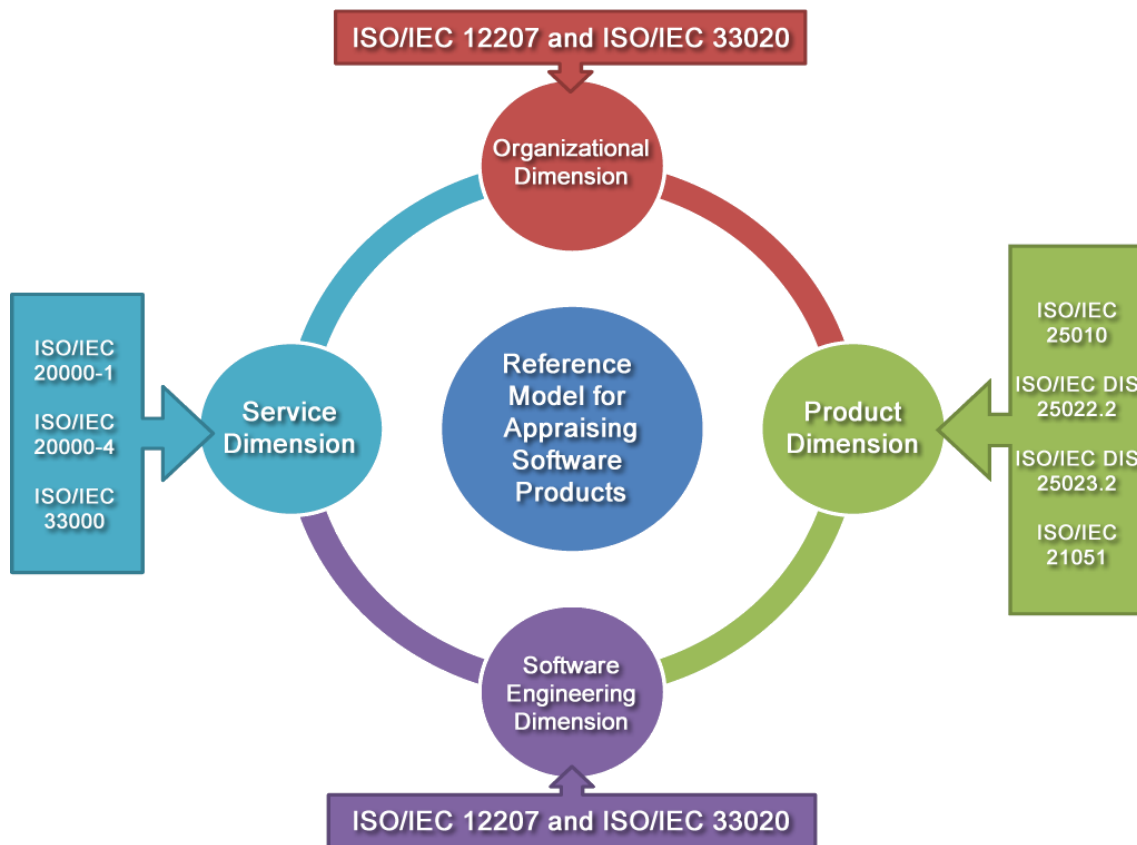 ISO/IEC 12207 and ISO/IEC 33020
Organizational
Dimension
ISO/IEC
20000-1
ISO/IEC
20000-4
ISO/IEC
33000
Service
Dimension
Reference
Model for
Appraising
Software
Products
Product
Dimension
ISO/IEC
25010
ISO/IEC DIS
25022.2
ISO/IEC DIS
25023.2
ISO/IEC
21051
Software
Engineering
Dimension
ISO/IEC 12207 and ISO/IEC 33020